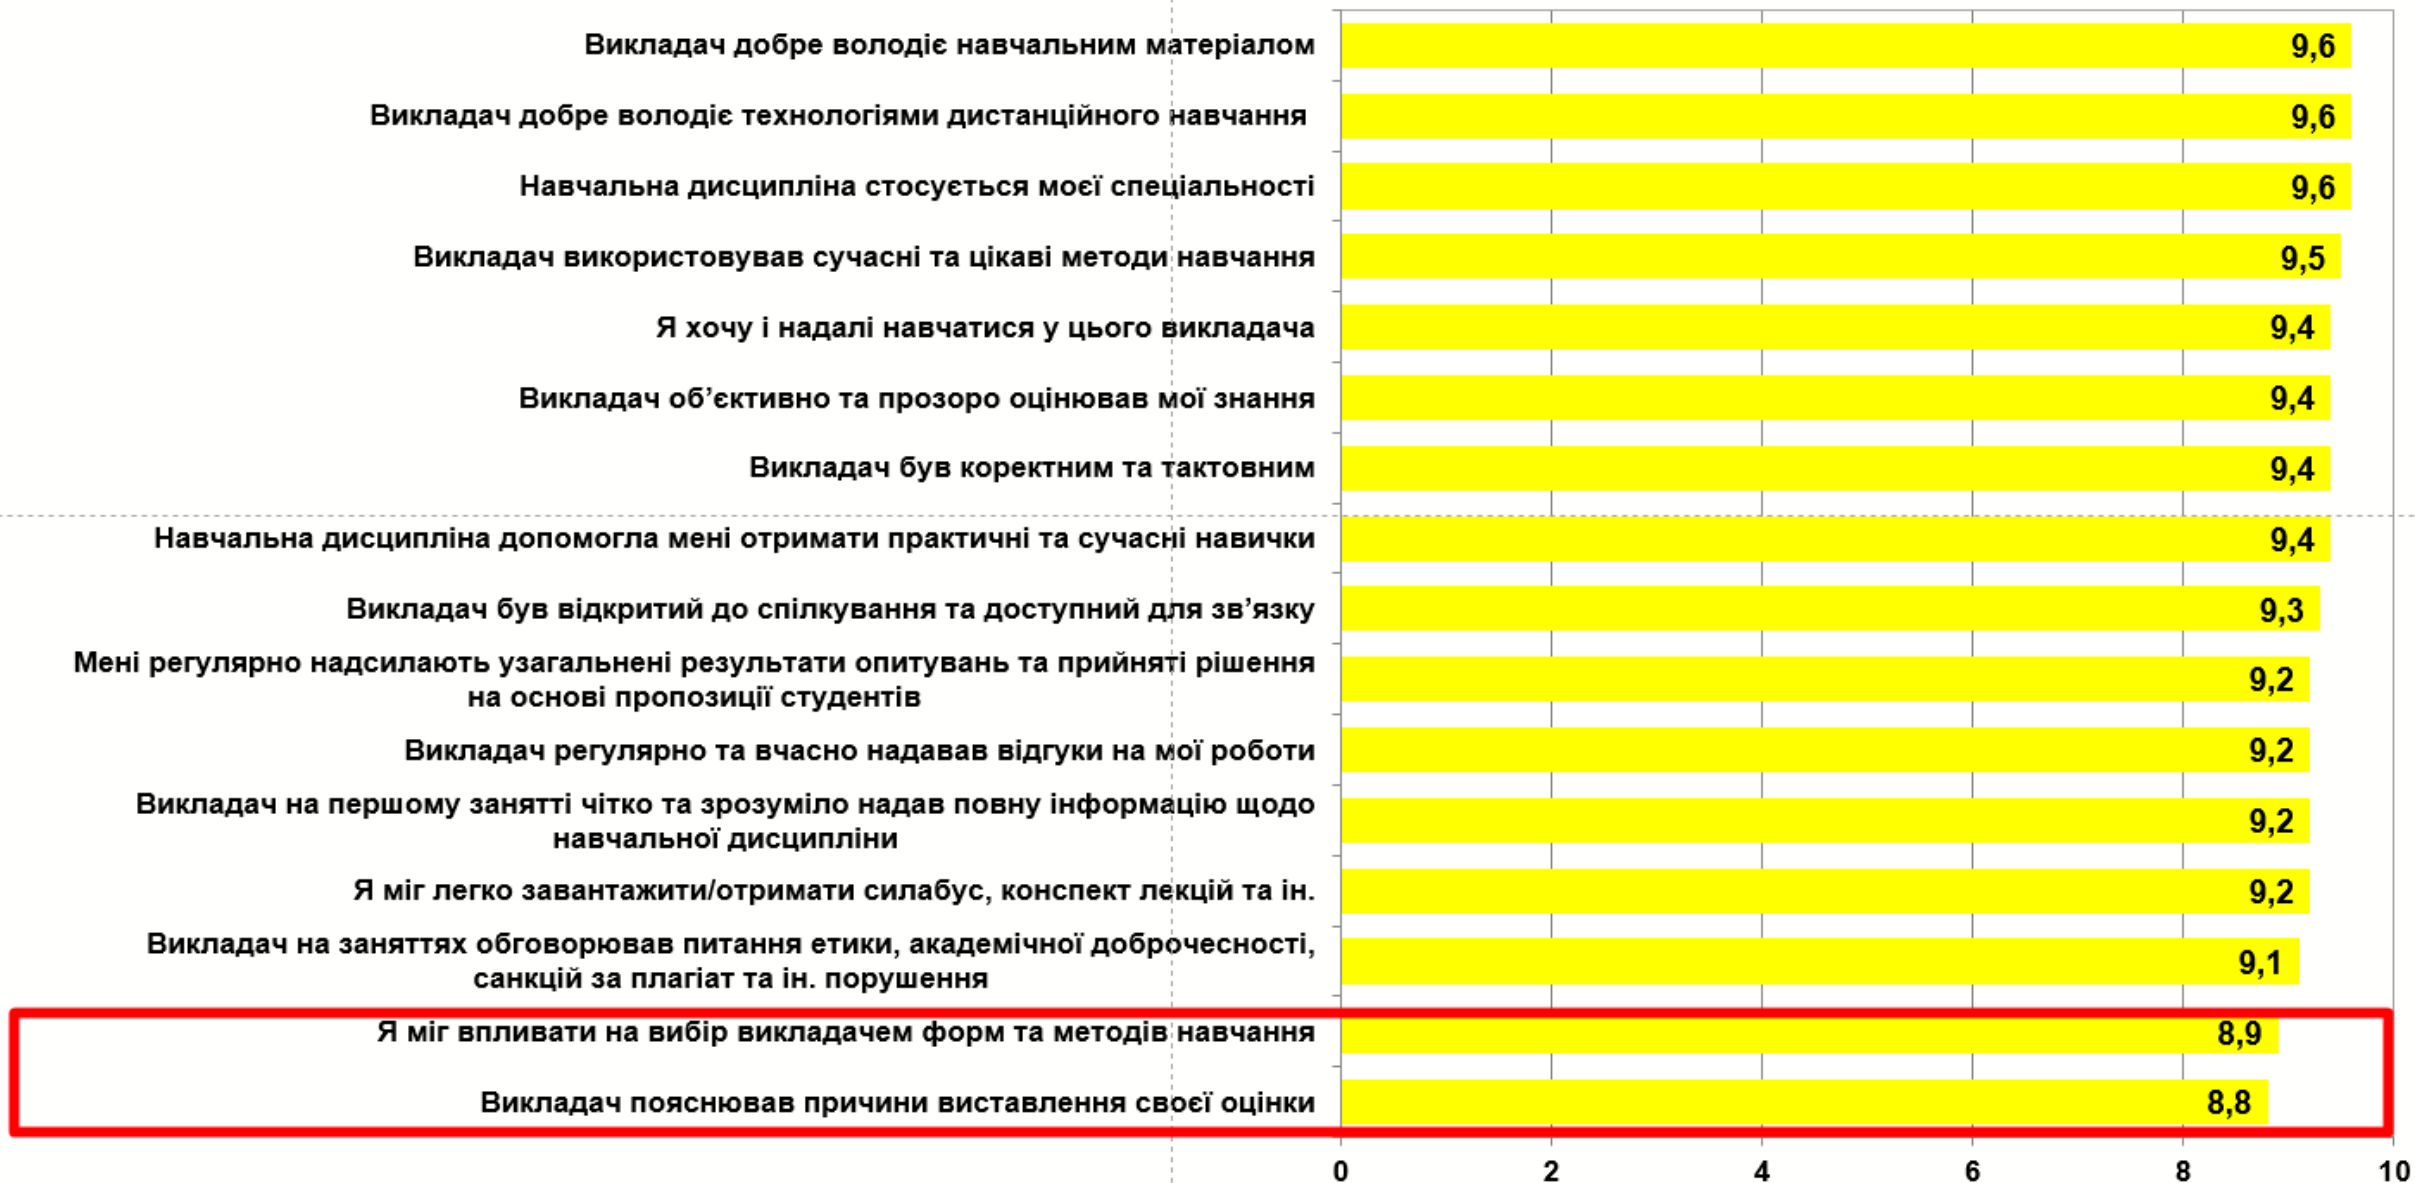 Викладач добре володіє навчальним матеріалом 9,6
Викладач добре володіє технологіями дистанційного навчання 9,6
Навчальна дисципліна стосується моєї спеціальності 9,6
Викладач використовував сучасні та цікаві методи навчання 9,5
Я хочу і надалі навчатися у цього викладача 9,4
Викладач об’єктивно та прозоро оцінював мої знання 9,4
Викладач був коректним та тактовним 9,4
Навчальна дисципліна допомогла мені отримати практичні та сучасні навички 9,4
Викладач був відкритий до спілкування та доступний для зв’язку 9,3
Мені регулярно надсилають узагальнені результати опитувань та прийняті рішення
на основі пропозиції студентів 9,2
Викладач регулярно та вчасно надавав відгуки на мої роботи 9,2
Викладач на першому занятті чітко та зрозуміло надав повну інформацію щодо
навчальної дисципліни 9,2
Я міг легко завантажити/отримати силабус, конспект лекцій та ін. 9,2
Викладач на заняттях обговорював питання етики, академічної доброчесності,
санкцій за плагіат та ін. порушення 9,1
Я міг впливати на вибір викладачем форм та методів навчання 8,9
Викладач пояснював причини виставлення своєї оцінки 8,8
0 2 4 6 8 10